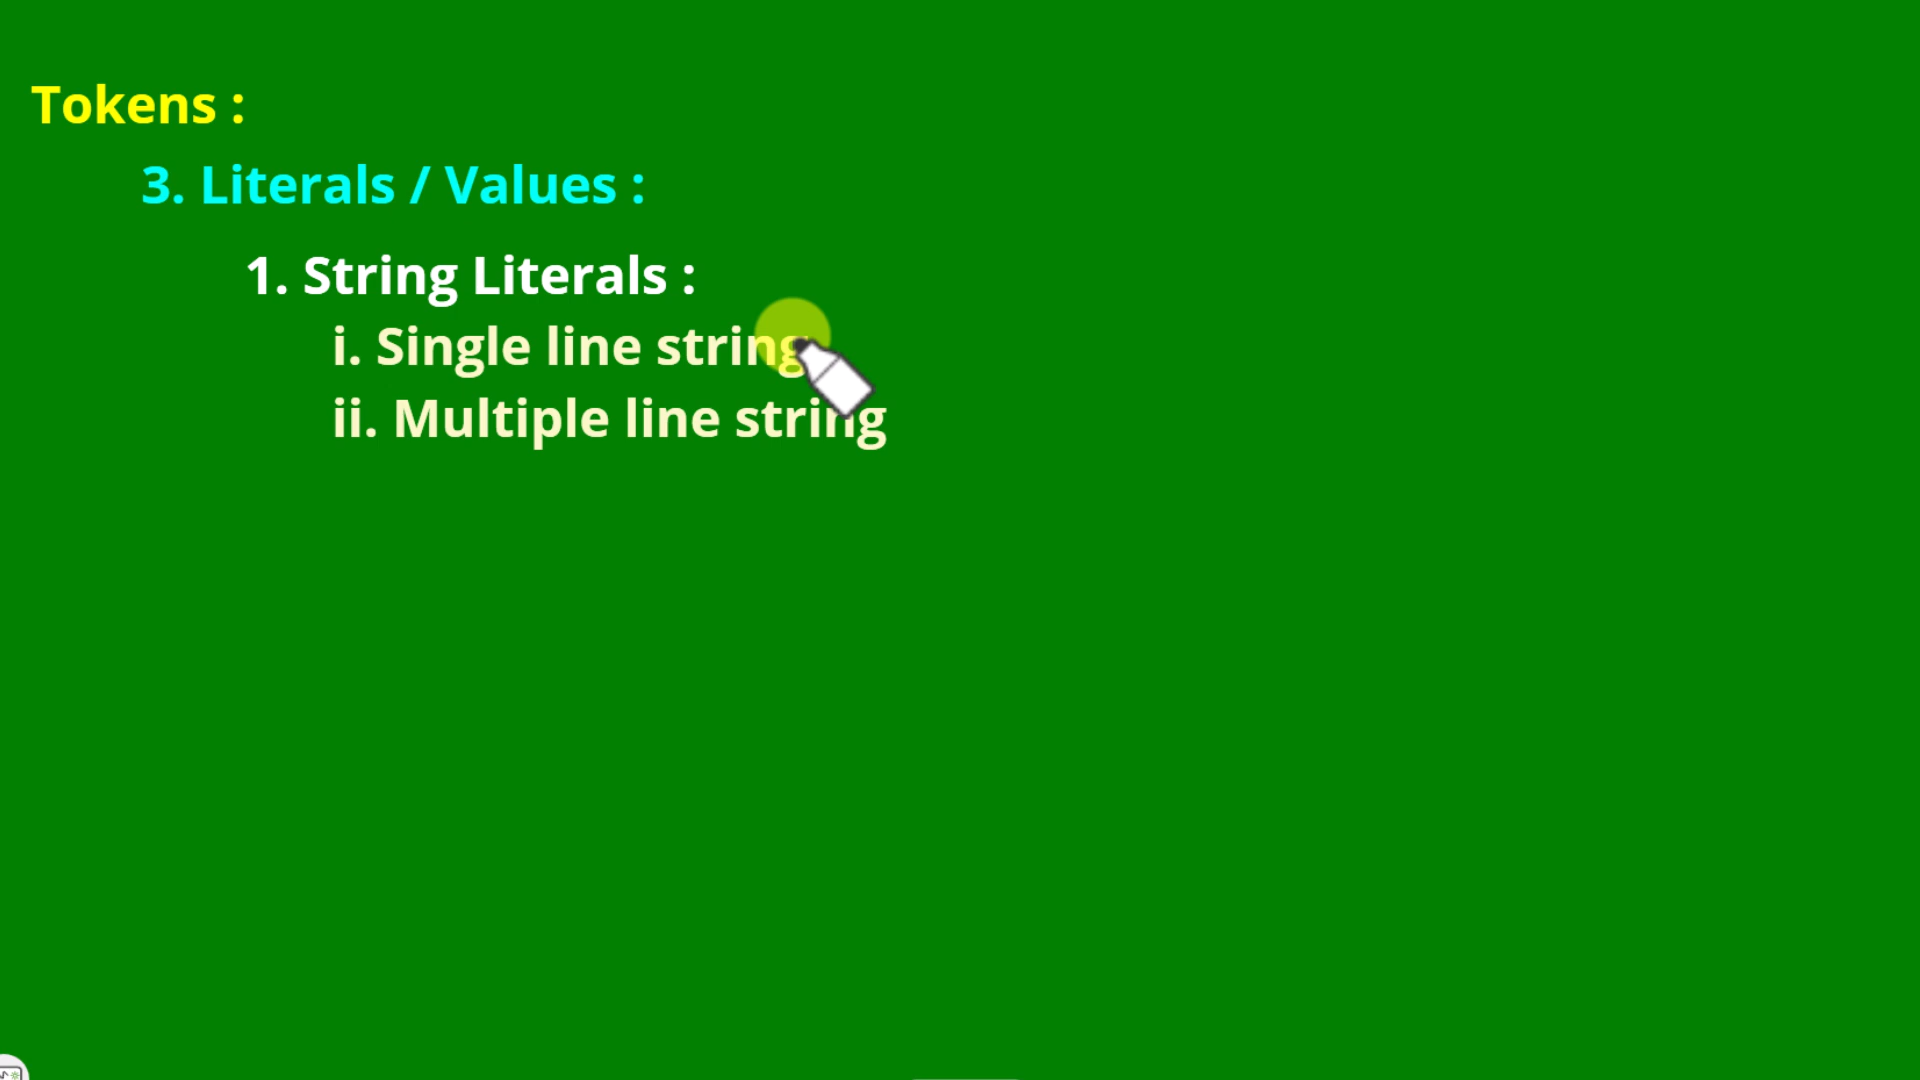 Tokens :
3. Literals / Values :
1. String Literals :
i. Single line string
ii. Multiple line string